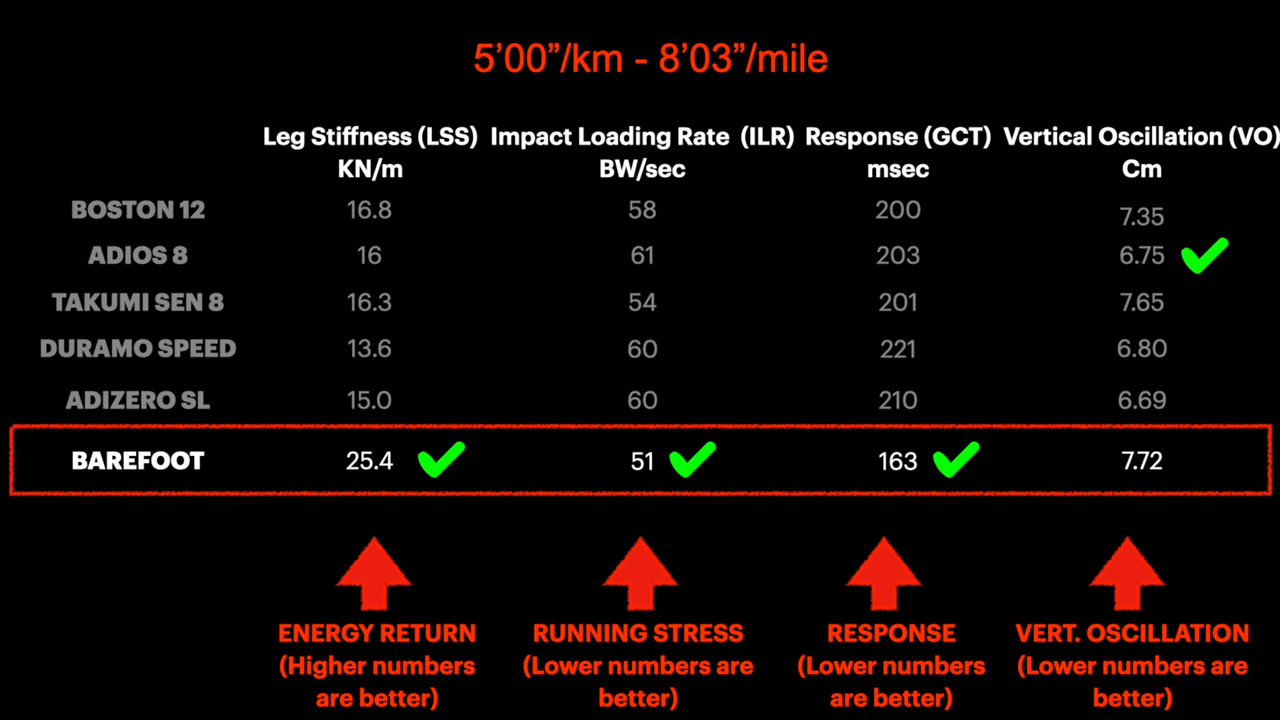 5’00”/km - 8’03”/mile
Leg Stiffness (LSS) Impact Loading Rate (ILR) Response (GCT) Vertical Oscillation (VO)
KN/m BW/sec msec Cm
BOSTON 12 16.8 58 200 7.35
ADIOS 8 16 61 203 6.75
TAKUMI SEN 8 16.3 54 201 7.65
DURAMO SPEED 13.6 60 221 6.80
ADIZERO SL 15.0 60 210 6.69
BAREFOOT 25.4 51 163 7.72
ENERGY RETURN RUNNING STRESS RESPONSE VERT. OSCILLATION
(Higher numbers (Lower numbers are (Lower numbers (Lower numbers are
are better) better) are better) better)